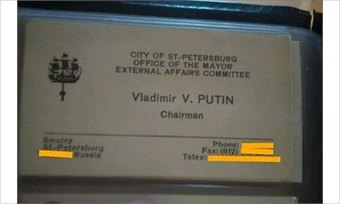 CITY OF ST.-PETERSBURG
OFFICE OF THE MAYOR
EXTERNAL AFFAIRS COMMITTEE
Vladimir V. PUTIN
Chairman
Smolny
St.-Petersburg
Russia
Phone:
Fax: (812)
Telex: